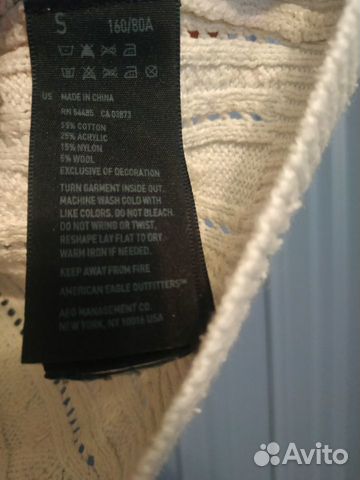 S 160/80A
US MADE IN CHINA
RN 54485 CA 03873
55% COTTON
25% ACRYLIC
15% NYLON
5% WOOL
EXCLUSIVE OF DECORATION
TURN GARMENT INSIDE OUT.
MACHINE WASH COLD WITH
LIKE COLORS. DO NOT BLEACH.
DO NOT WRING OR TWIST,
RESHAPE LAY FLAT TO DRY.
WARM IRON IF NEEDED.
KEEP AWAY FROM FIRE
AMERICAN EAGLE OUTFITTERS™
AEO MANAGEMENT CO.
NEW YORK, NY 10016 USA
Avito